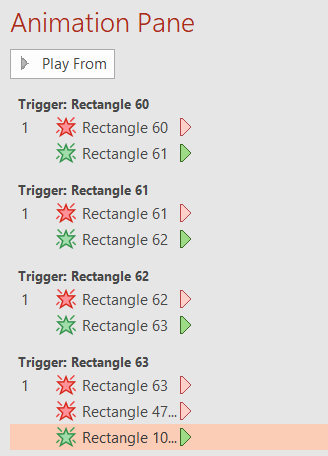 Animation Pane
Play From
Trigger: Rectangle 60
1 Rectangle 60
Rectangle 61
Trigger: Rectangle 61
1 Rectangle 61
Rectangle 62
Trigger: Rectangle 62
1 Rectangle 62
Rectangle 63
Trigger: Rectangle 63
1 Rectangle 63
Rectangle 47...
Rectangle 10...